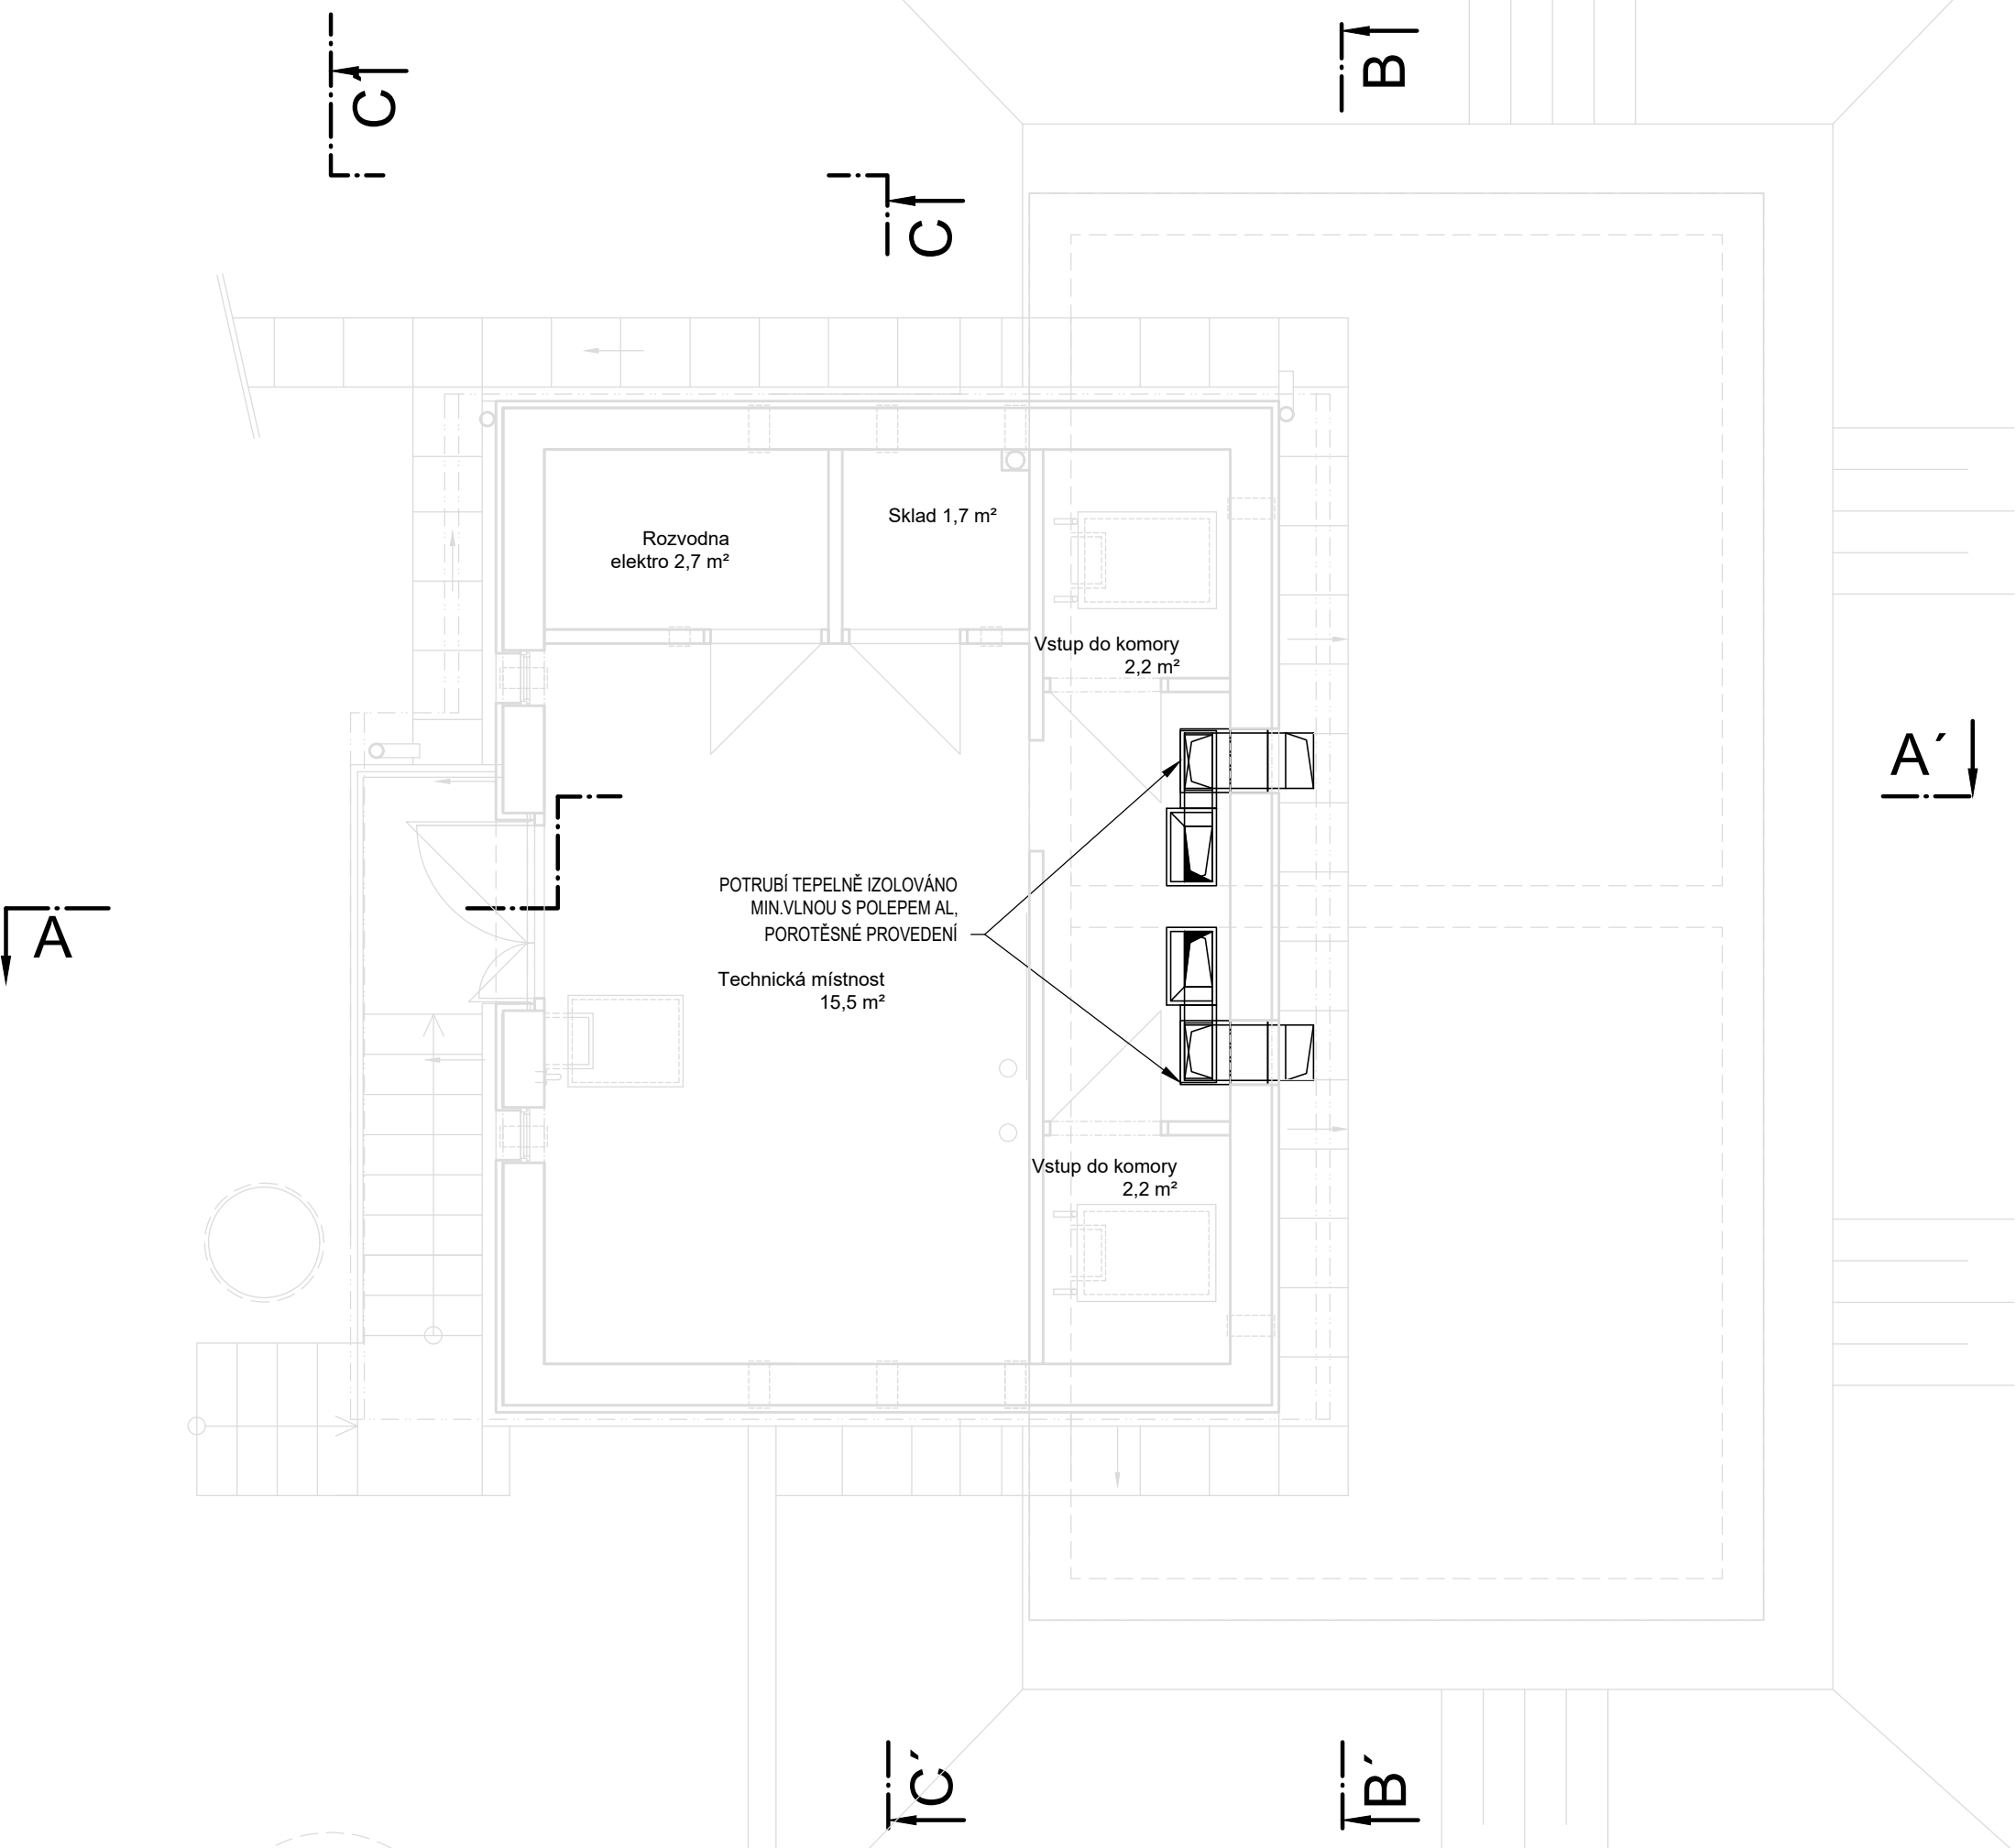 C´
B
C
Sklad 1,7 m²
Rozvodna
elektro 2,7 m²
Vstup do komory
2,2 m²
A´
POTRUBÍ TEPELNĚ IZOLOVÁNO
MIN.VLNOU S POLEPEM AL,
POROTĚSNÉ PROVEDENÍ
A
Technická místnost
15,5 m²
Vstup do komory
2,2 m²
C´
B´